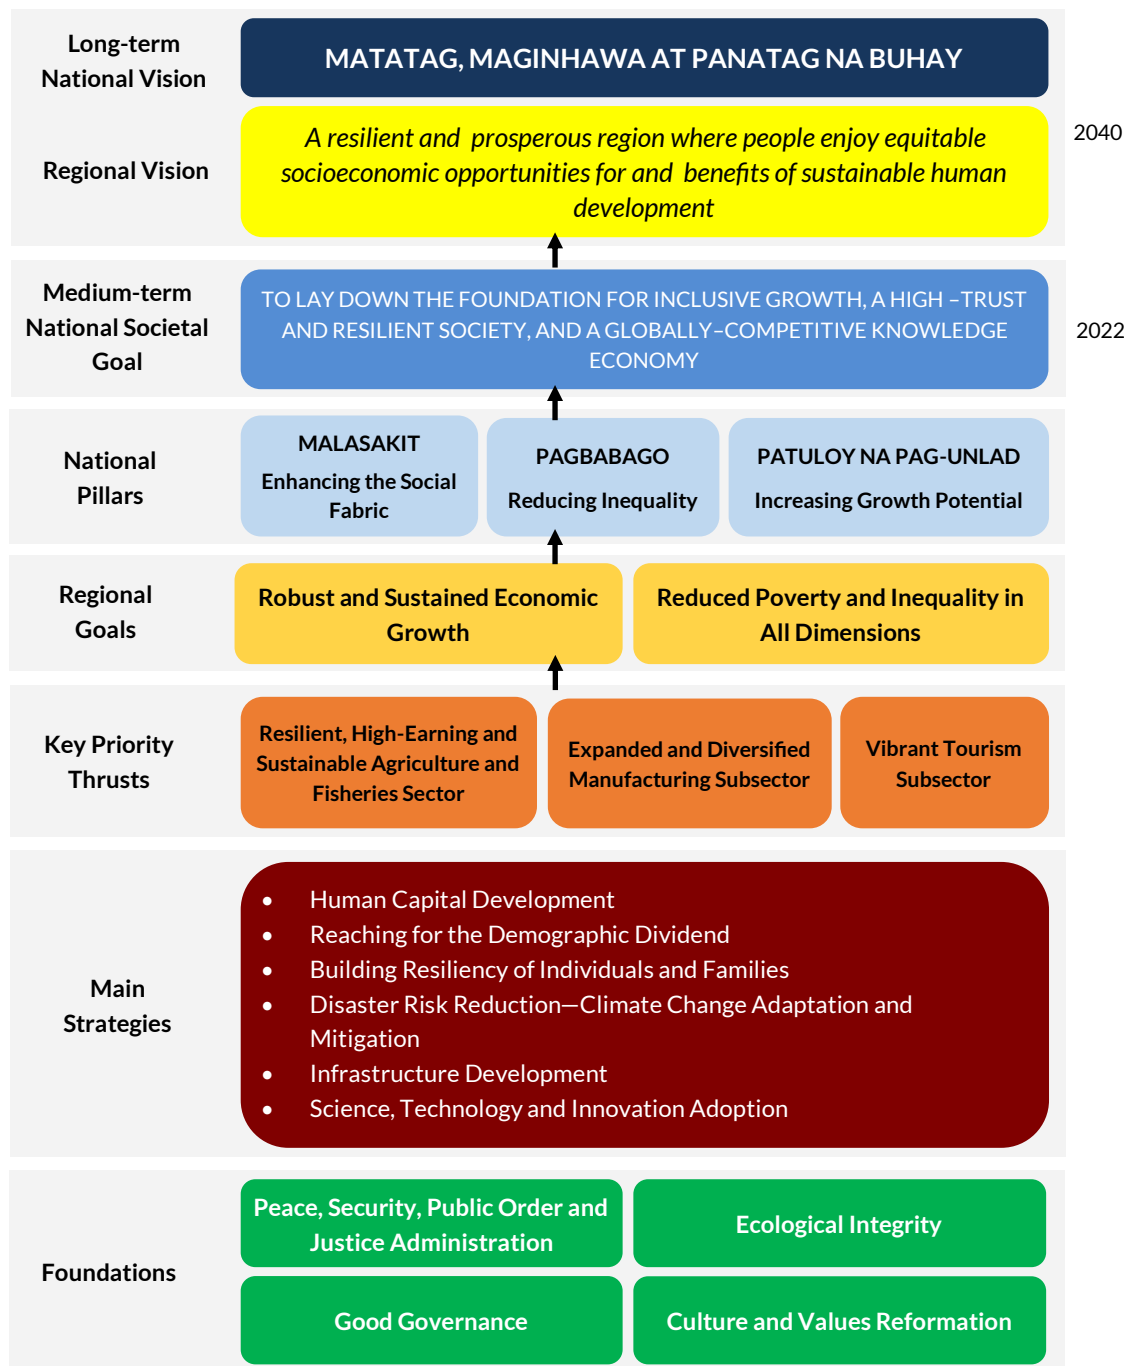 Long-term
National Vision
MATATAG, MAGINHAWA AT PANATAG NA BUHAY
Regional Vision
A resilient and prosperous region where people enjoy equitable
socioeconomic opportunities for and benefits of sustainable human
development
2040
Medium-term
National Societal
Goal
TO LAY DOWN THE FOUNDATION FOR INCLUSIVE GROWTH, A HIGH –TRUST
AND RESILIENT SOCIETY, AND A GLOBALLY–COMPETITIVE KNOWLEDGE
ECONOMY
2022
National
Pillars
MALASAKIT
Enhancing the Social
Fabric
PAGBABAGO
Reducing Inequality
PATULOY NA PAG-UNLAD
Increasing Growth Potential
Regional
Goals
Robust and Sustained Economic
Growth
Reduced Poverty and Inequality in
All Dimensions
Key Priority
Thrusts
Resilient, High-Earning and
Sustainable Agriculture and
Fisheries Sector
Expanded and Diversified
Manufacturing Subsector
Vibrant Tourism
Subsector
Main
Strategies
• Human Capital Development
• Reaching for the Demographic Dividend
• Building Resiliency of Individuals and Families
• Disaster Risk Reduction—Climate Change Adaptation and
Mitigation
• Infrastructure Development
• Science, Technology and Innovation Adoption
Foundations
Peace, Security, Public Order and
Justice Administration
Ecological Integrity
Good Governance
Culture and Values Reformation